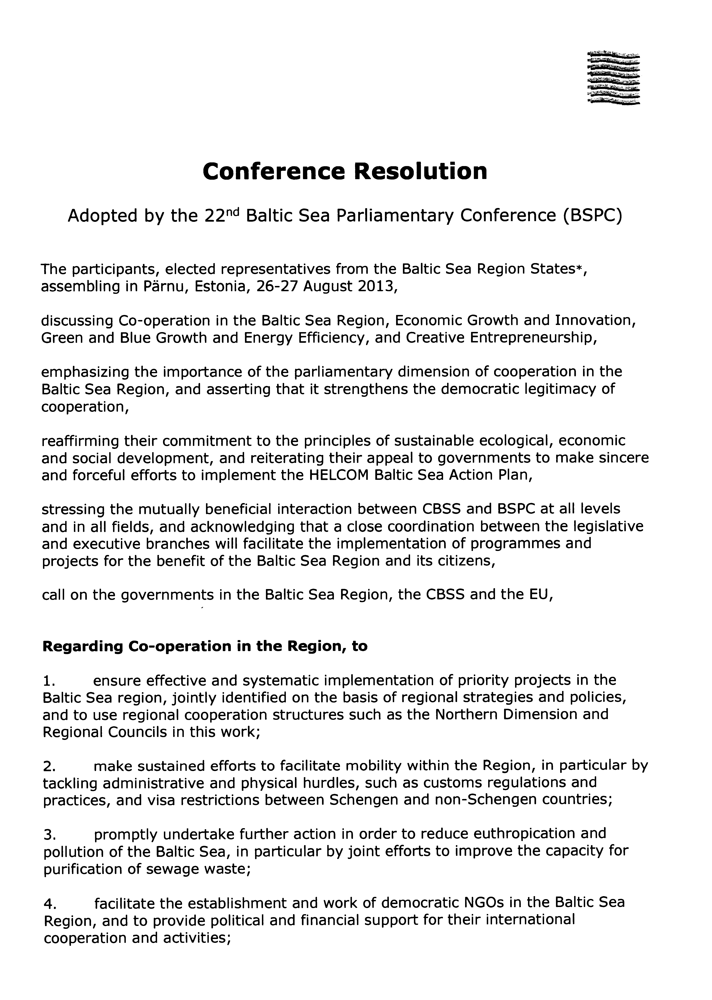 Conference Resolution
Adopted by the 22nd Baltic Sea Parliamentary Conference (BSPC)
The participants, elected representatives from the Baltic Sea Region States*,
assembling in Pärnu, Estonia, 26-27 August 2013,
discussing Co-operation in the Baltic Sea Region, Economic Growth and Innovation,
Green and Blue Growth and Energy Efficiency, and Creative Entrepreneurship,
emphasizing the importance of the parliamentary dimension of cooperation in the
Baltic Sea Region, and asserting that it strengthens the democratic legitimacy of
cooperation,
reaffirming their commitment to the principles of sustainable ecological, economic
and social development, and reiterating their appeal to governments to make sincere
and forceful efforts to implement the HELCOM Baltic Sea Action Plan,
stressing the mutually beneficial interaction between CBSS and BSPC at all levels
and in all fields, and acknowledging that a close coordination between the legislative
and executive branches will facilitate the implementation of programmes and
projects for the benefit of the Baltic Sea Region and its citizens,
call on the governments in the Baltic Sea Region, the CBSS and the EU,
Regarding Co-operation in the Region, to
1. ensure effective and systematic implementation of priority projects in the
Baltic Sea region, jointly identified on the basis of regional strategies and policies,
and to use regional cooperation structures such as the Northern Dimension and
Regional Councils in this work;
2. make sustained efforts to facilitate mobility within the Region, in particular by
tackling administrative and physical hurdles, such as customs regulations and
practices, and visa restrictions between Schengen and non-Schengen countries;
3. promptly undertake further action in order to reduce euthropication and
pollution of the Baltic Sea, in particular by joint efforts to improve the capacity for
purification of sewage waste;
4. facilitate the establishment and work of democratic NGOs in the Baltic Sea
Region, and to provide political and financial support for their international
cooperation and activities;